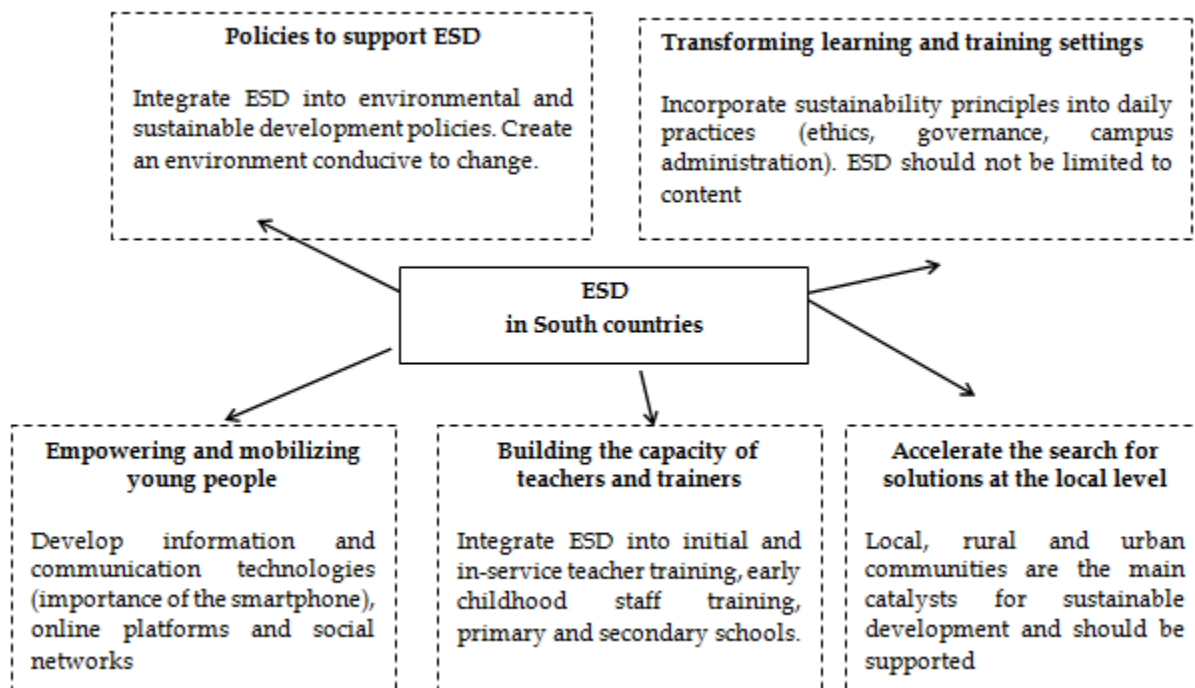 Policies to support ESD
Integrate ESD into environmental and
sustainable development policies. Create
an environment conducive to change.
Transforming learning and training settings
Incorporate sustainability principles into daily
practices (ethics, governance, campus
administration). ESD should not be limited to
content
ESD
in South countries
Empowering and mobilizing
young people
Develop information and
communication technologies
(importance of the smartphone),
online platforms and social
networks
Building the capacity of
teachers and trainers
Integrate ESD into initial and
in-service teacher training, early
childhood staff training,
primary and secondary schools.
Accelerate the search for
solutions at the local level
Local, rural and urban
communities are the main
catalysts for sustainable
development and should be
supported